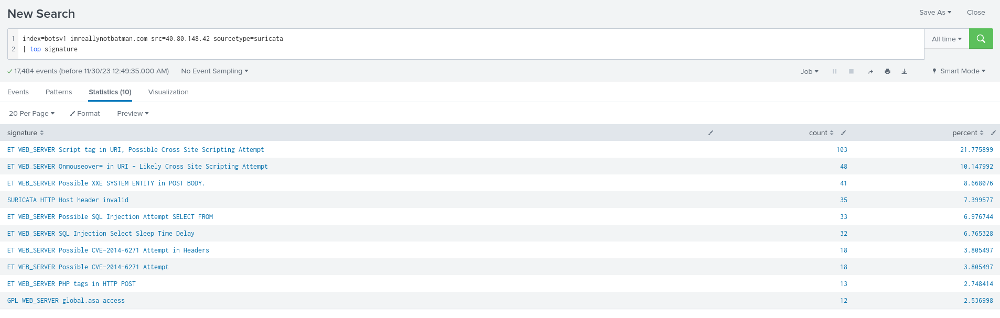 New Search
Save As Close
1 index=botsv1 imreallynotbatman.com src=40.80.148.42 sourcetype=suricata
2 | top signature
All time
17,484 events (before 11/30/23 12:49:35.000 AM) No Event Sampling Job Smart Mode
Events Patterns Statistics (10) Visualization
20 Per Page Format Preview
signature count percent
ET WEB_SERVER Script tag in URI, Possible Cross Site Scripting Attempt 103 21.775899
ET WEB_SERVER Onmouseover= in URI - Likely Cross Site Scripting Attempt 48 10.147992
ET WEB_SERVER Possible XXE SYSTEM ENTITY in POST BODY. 41 8.668076
SURICATA HTTP Host header invalid 35 7.399577
ET WEB_SERVER Possible SQL Injection Attempt SELECT FROM 33 6.976744
ET WEB_SERVER SQL Injection Select Sleep Time Delay 32 6.765328
ET WEB_SERVER Possible CVE-2014-6271 Attempt in Headers 18 3.805497
ET WEB_SERVER Possible CVE-2014-6271 Attempt 18 3.805497
ET WEB_SERVER PHP tags in HTTP POST 13 2.748414
GPL WEB_SERVER global.asa access 12 2.536998